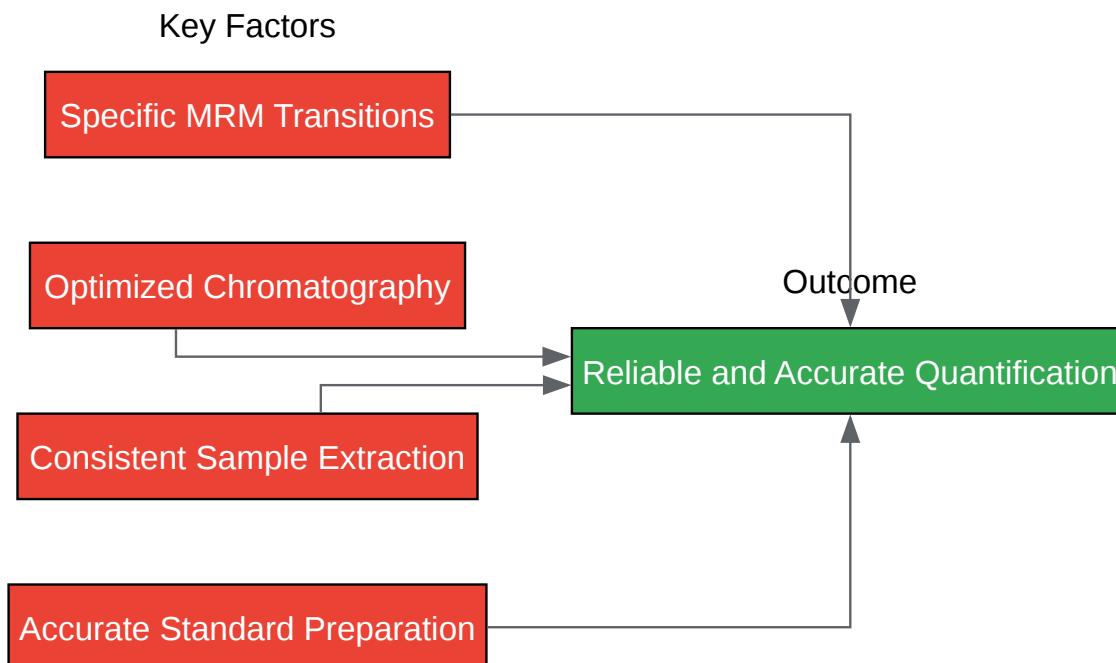 Key Factors
Specific MRM Transitions
Optimized Chromatography
Outcome
Reliable and Accurate Quantification
Consistent Sample Extraction
Accurate Standard Preparation